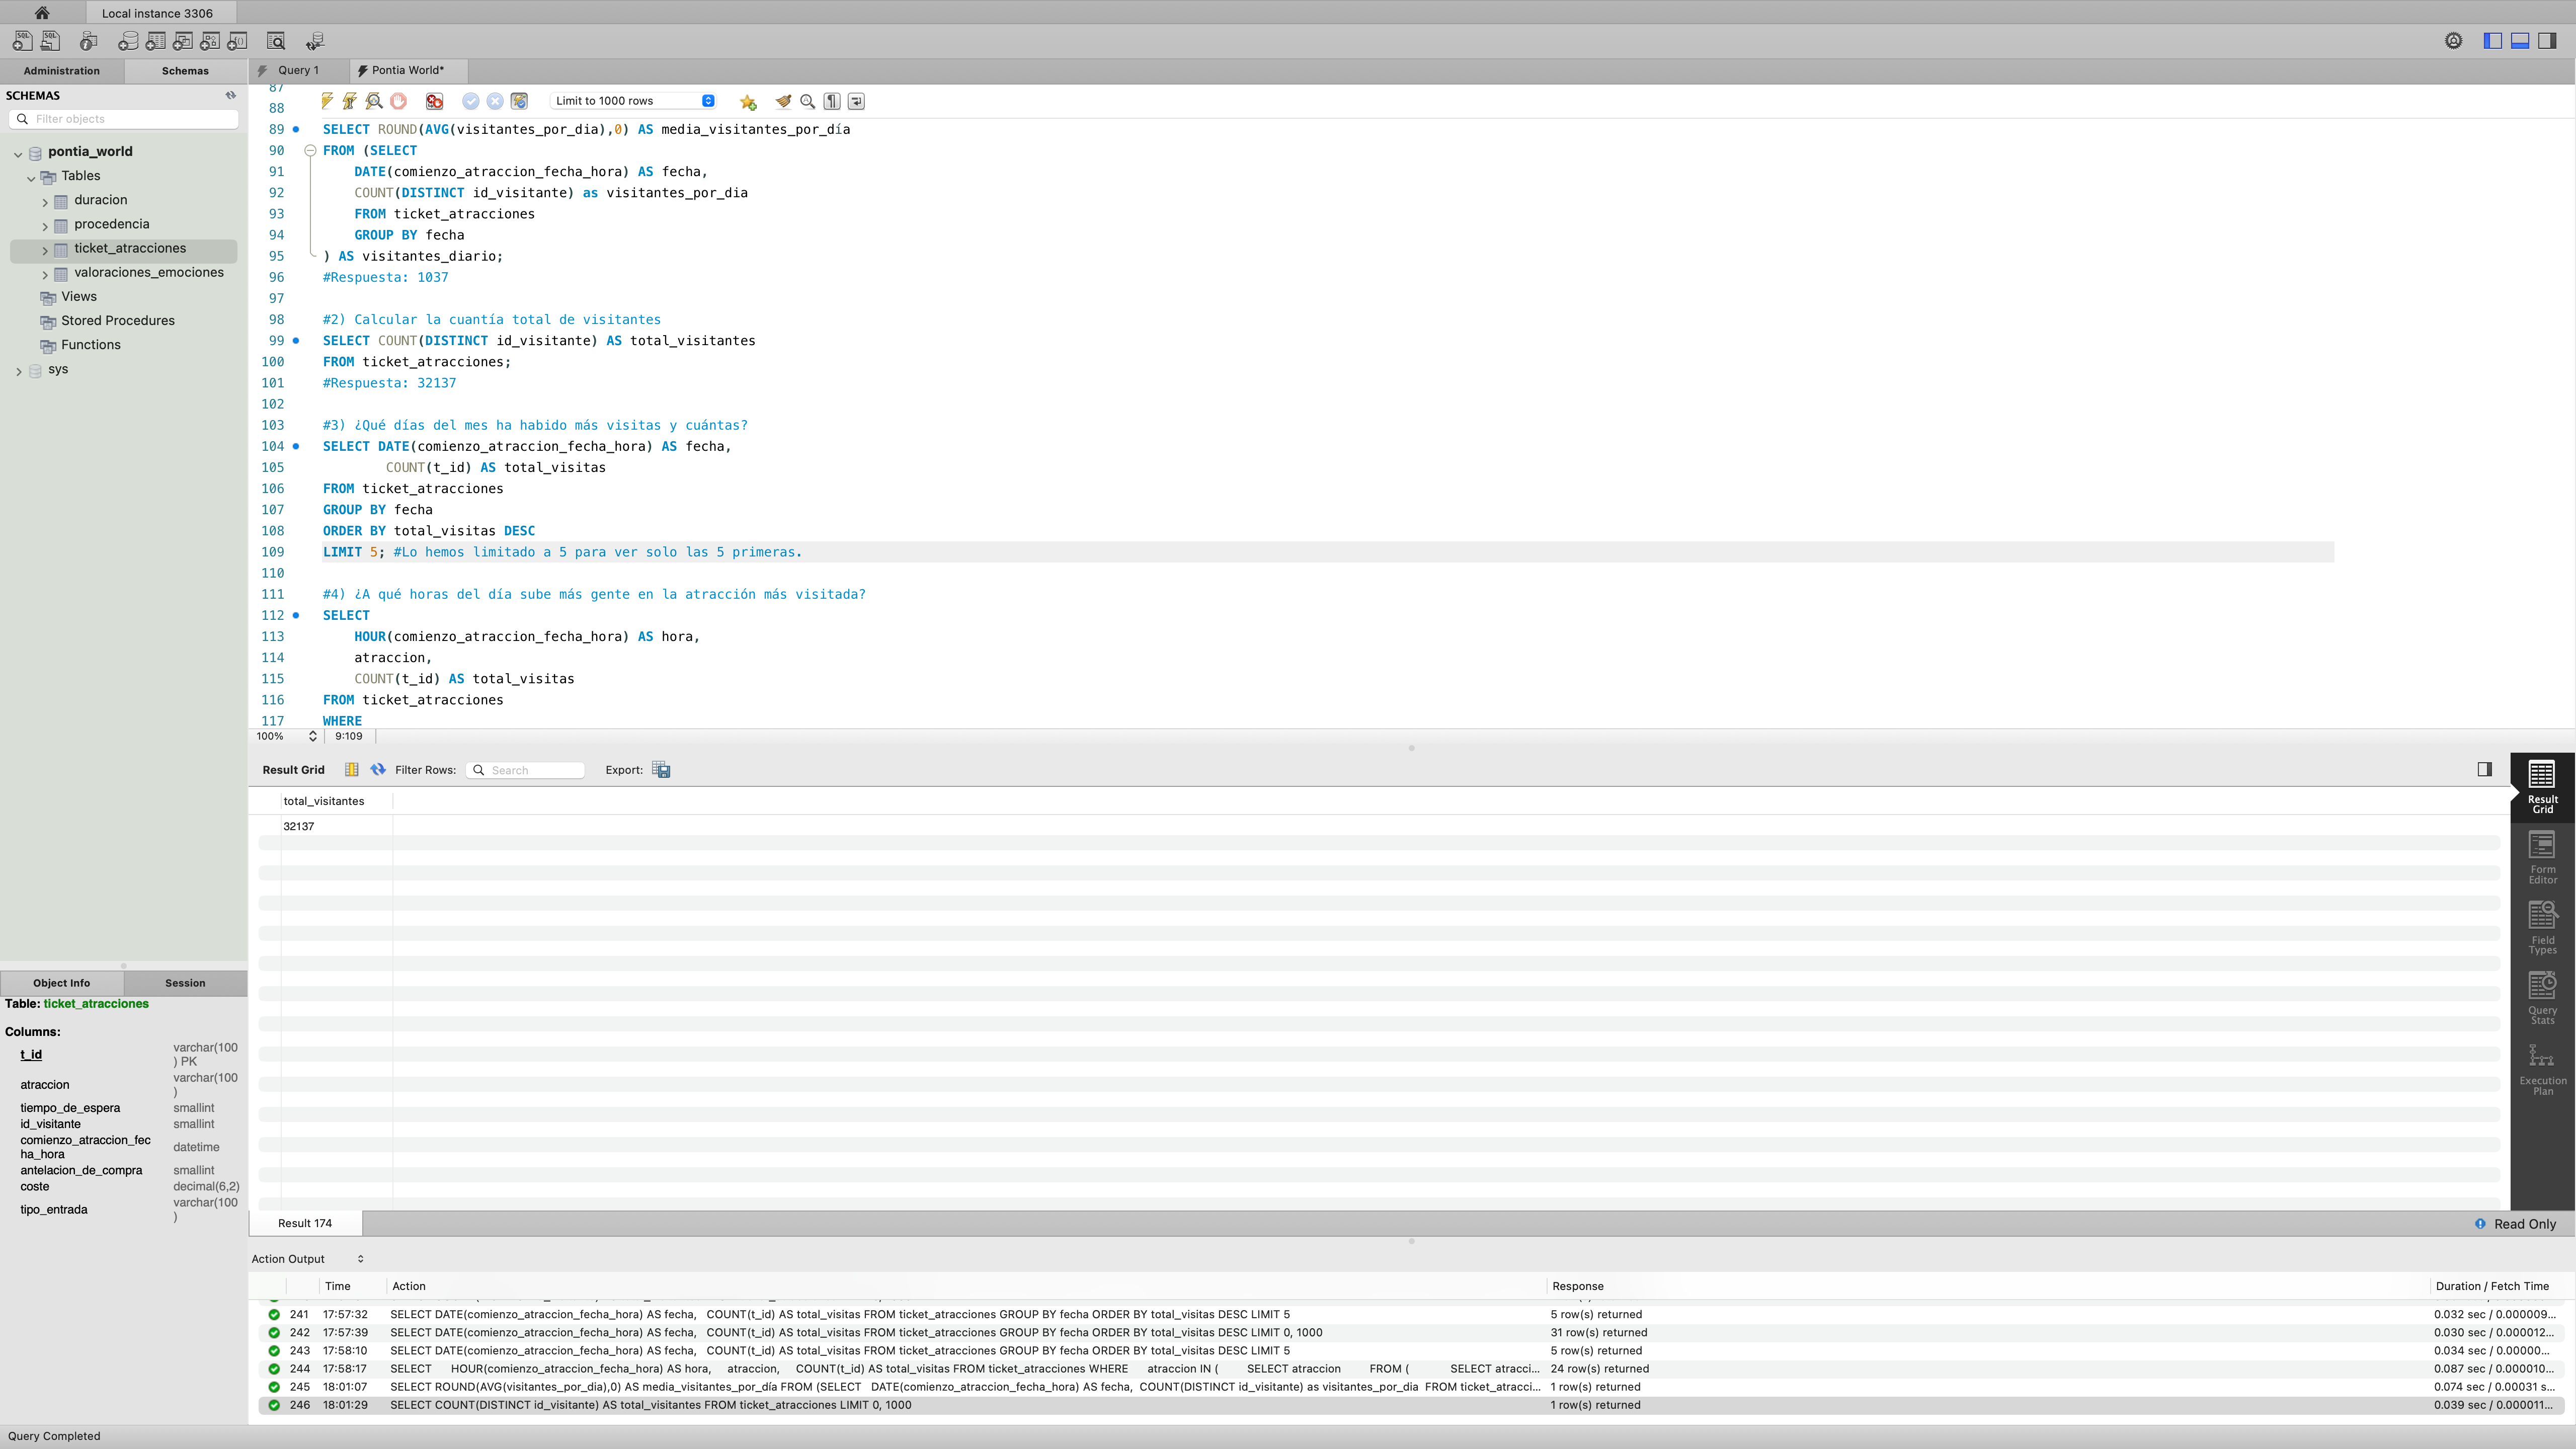 Local instance 3306
Administration
Schemas
Query 1
Pontia World*
SCHEMAS
Filter objects
pontia_world
Tables
duracion
procedencia
ticket_atracciones
valoraciones_emociones
Views
Stored Procedures
Functions
sys
Limit to 1000 rows
87
88
89 SELECT ROUND(AVG(visitantes_por_dia),0) AS media_visitantes_por_día
90 FROM (SELECT
91 DATE(comienzo_atraccion_fecha_hora) AS fecha,
92 COUNT(DISTINCT id_visitante) as visitantes_por_dia
93 FROM ticket_atracciones
94 GROUP BY fecha
95 ) AS visitantes_diario;
96 #Respuesta: 1037
97
98 #2) Calcular la cuantía total de visitantes
99 SELECT COUNT(DISTINCT id_visitante) AS total_visitantes
100 FROM ticket_atracciones;
101 #Respuesta: 32137
102
103 #3) ¿Qué días del mes ha habido más visitas y cuántas?
104 SELECT DATE(comienzo_atraccion_fecha_hora) AS fecha,
105 COUNT(t_id) AS total_visitas
106 FROM ticket_atracciones
107 GROUP BY fecha
108 ORDER BY total_visitas DESC
109 LIMIT 5; #Lo hemos limitado a 5 para ver solo las 5 primeras.
110
111 #4) ¿A qué horas del día sube más gente en la atracción más visitada?
112 SELECT
113 HOUR(comienzo_atraccion_fecha_hora) AS hora,
114 atraccion,
115 COUNT(t_id) AS total_visitas
116 FROM ticket_atracciones
117 WHERE
100% 9:109
Result Grid Filter Rows: Search Export:
total_visitantes
32137
Result Grid
Form Editor
Field Types
Query Stats
Execution Plan
Object Info
Session
Table: ticket_atracciones
Columns:
t_id varchar(100) PK
atraccion varchar(100)
tiempo_de_espera smallint
id_visitante smallint
comienzo_atraccion_fecha_hora datetime
antelacion_de_compra smallint
coste decimal(6,2)
tipo_entrada varchar(100)
Result 174
Read Only
Action Output
Time Action Response Duration / Fetch Time
241 17:57:32 SELECT DATE(comienzo_atraccion_fecha_hora) AS fecha, COUNT(t_id) AS total_visitas FROM ticket_atracciones GROUP BY fecha ORDER BY total_visitas DESC LIMIT 5 5 row(s) returned 0.032 sec / 0.000009...
242 17:57:39 SELECT DATE(comienzo_atraccion_fecha_hora) AS fecha, COUNT(t_id) AS total_visitas FROM ticket_atracciones GROUP BY fecha ORDER BY total_visitas DESC LIMIT 0, 1000 31 row(s) returned 0.030 sec / 0.000012...
243 17:58:10 SELECT DATE(comienzo_atraccion_fecha_hora) AS fecha, COUNT(t_id) AS total_visitas FROM ticket_atracciones GROUP BY fecha ORDER BY total_visitas DESC LIMIT 5 5 row(s) returned 0.034 sec / 0.00000...
244 17:58:17 SELECT HOUR(comienzo_atraccion_fecha_hora) AS hora, atraccion, COUNT(t_id) AS total_visitas FROM ticket_atracciones WHERE atraccion IN ( SELECT atraccion FROM ( SELECT atracci... 24 row(s) returned 0.087 sec / 0.000010...
245 18:01:07 SELECT ROUND(AVG(visitantes_por_dia),0) AS media_visitantes_por_día FROM (SELECT DATE(comienzo_atraccion_fecha_hora) AS fecha, COUNT(DISTINCT id_visitante) as visitantes_por_dia FROM ticket_atracci... 1 row(s) returned 0.074 sec / 0.00031 s...
246 18:01:29 SELECT COUNT(DISTINCT id_visitante) AS total_visitantes FROM ticket_atracciones LIMIT 0, 1000 1 row(s) returned 0.039 sec / 0.000011...
Query Completed